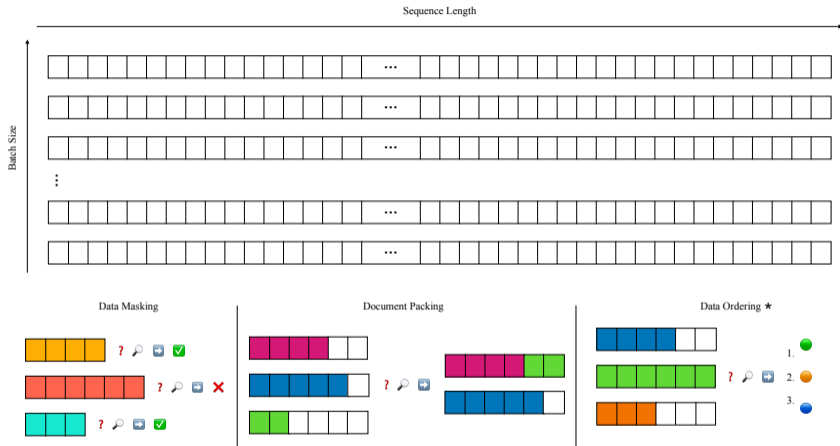 Sequence Length
Batch Size
...
...
...
...
...
...
Data Masking
Document Packing
Data Ordering *
?
?
?
?
?
1.
2.
3.